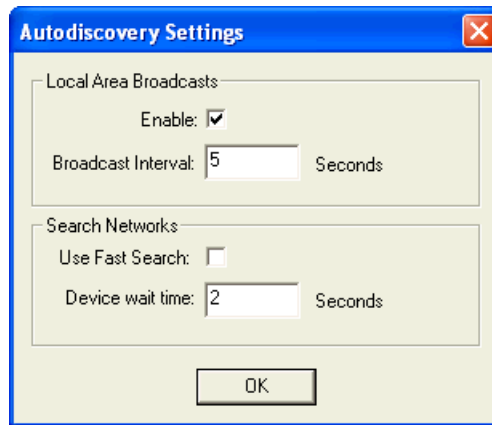 Autodiscovery Settings
Local Area Broadcasts
Enable:
Broadcast Interval: 5 Seconds
Search Networks
Use Fast Search:
Device wait time: 2 Seconds
OK